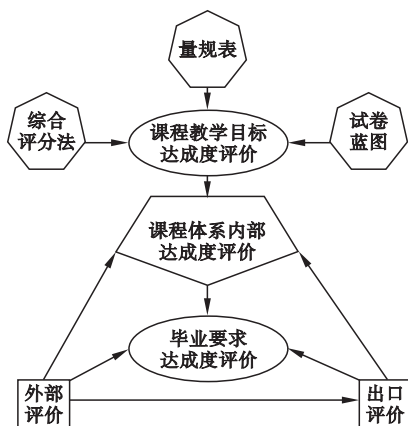 量规表
综合
评分法
课程教学目标
达成度评价
试卷
蓝图
课程体系内部
达成度评价
毕业要求
达成度评价
外部
评价
出口
评价